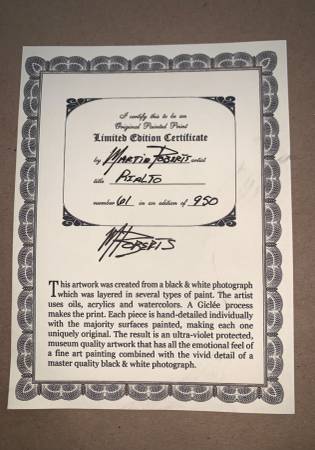 I certify this to be an
Original Painted Print
Limited Edition Certificate
by Martin Roberts artist
title RIALTO
number 61 in an edition of 950
M Roberts
This artwork was created from a black & white photograph
which was layered in several types of paint. The artist
uses oils, acrylics and watercolors. A Giclée process
makes the print. Each piece is hand-detailed individually
with the majority surfaces painted, making each one
uniquely original. The result is an ultra-violet protected,
museum quality artwork that has all the emotional feel of
a fine art painting combined with the vivid detail of a
master quality black & white photograph.